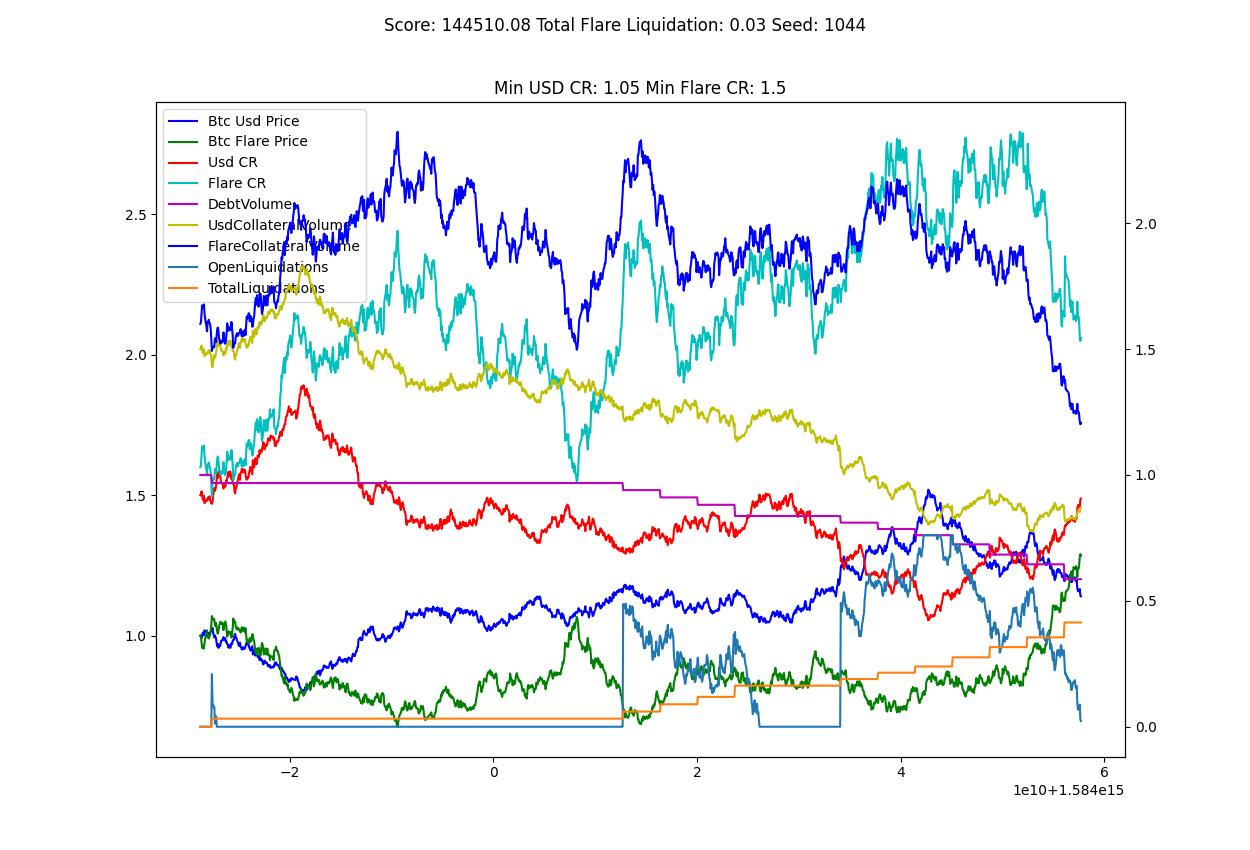 Score: 144510.08 Total Flare Liquidation: 0.03 Seed: 1044
Min USD CR: 1.05 Min Flare CR: 1.5
Btc Usd Price
Btc Flare Price
Usd CR
Flare CR
DebtVolume
UsdCollateralVolume
FlareCollateralVolume
OpenLiquidations
TotalLiquidations
2.5
2.0
1.5
1.0
2.0
1.5
1.0
0.5
0.0
−2
0
2
4
6
1e10+1.584e15